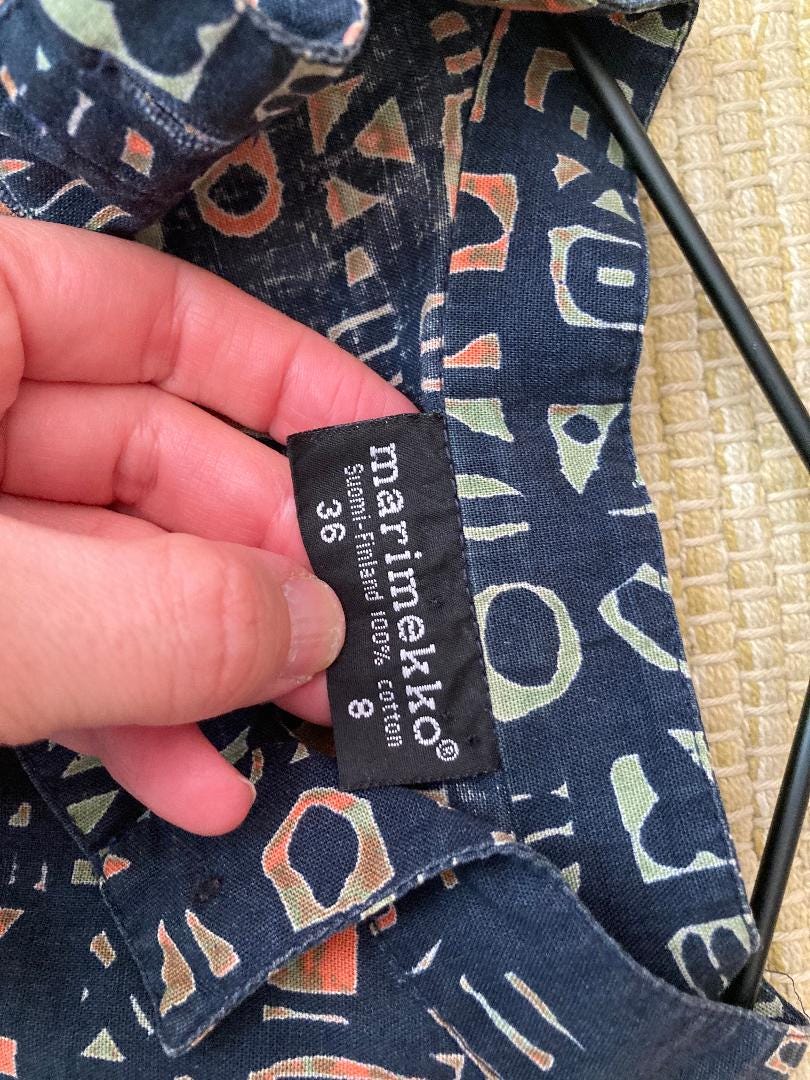 marimekko®
Suomi-Finland 100% cotton
36 8